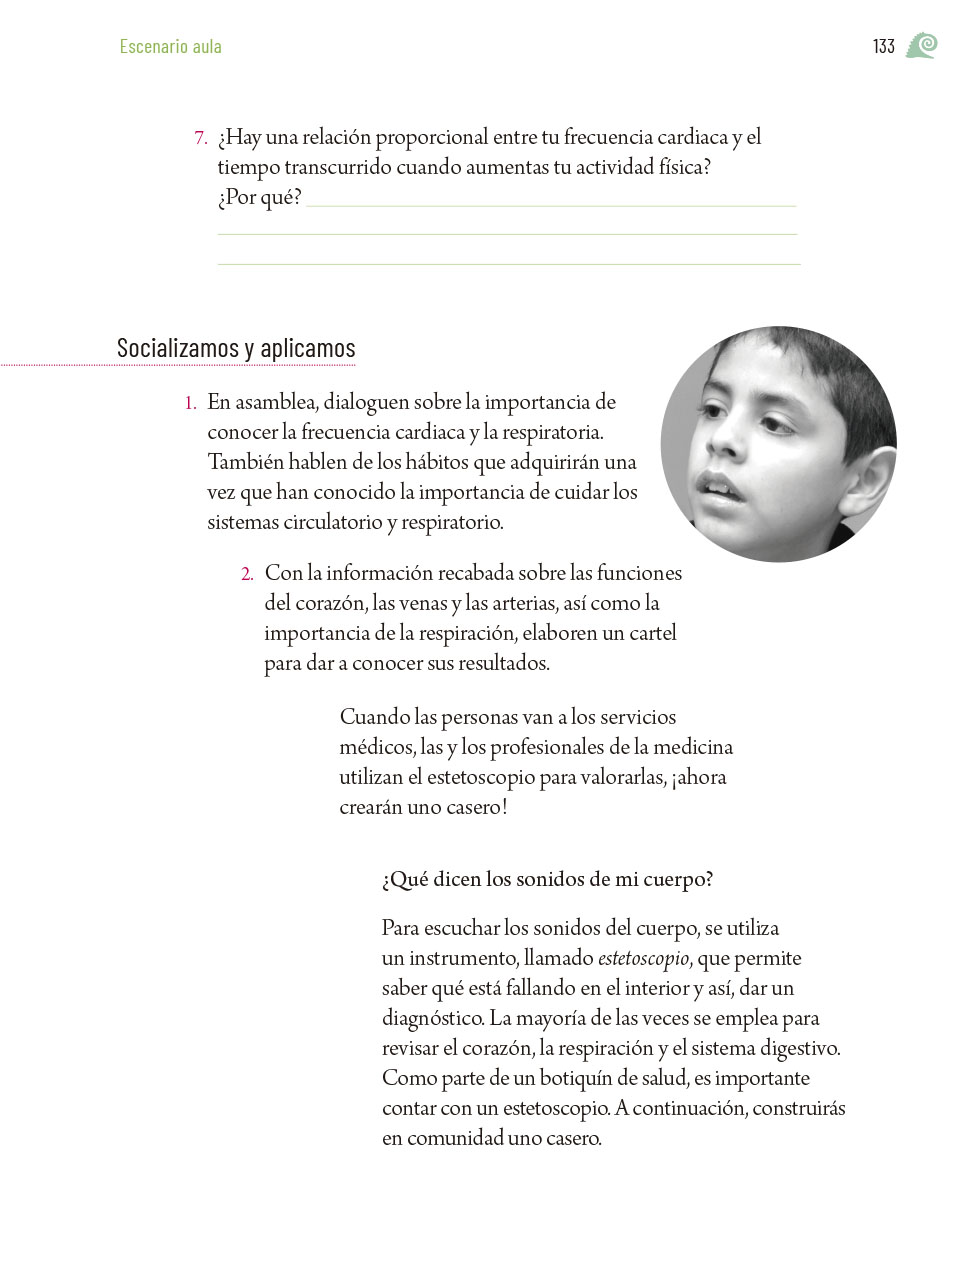 Escenario aula
133
7. ¿Hay una relación proporcional entre tu frecuencia cardiaca y el
tiempo transcurrido cuando aumentas tu actividad física?
¿Por qué?
Socializamos y aplicamos
1. En asamblea, dialoguen sobre la importancia de
conocer la frecuencia cardiaca y la respiratoria.
También hablen de los hábitos que adquirirán una
vez que han conocido la importancia de cuidar los
sistemas circulatorio y respiratorio.
2. Con la información recabada sobre las funciones
del corazón, las venas y las arterias, así como la
importancia de la respiración, elaboren un cartel
para dar a conocer sus resultados.
Cuando las personas van a los servicios
médicos, las y los profesionales de la medicina
utilizan el estetoscopio para valorarlas, ¡ahora
crearán uno casero!
¿Qué dicen los sonidos de mi cuerpo?
Para escuchar los sonidos del cuerpo, se utiliza
un instrumento, llamado estetoscopio, que permite
saber qué está fallando en el interior y así, dar un
diagnóstico. La mayoría de las veces se emplea para
revisar el corazón, la respiración y el sistema digestivo.
Como parte de un botiquín de salud, es importante
contar con un estetoscopio. A continuación, construirás
en comunidad uno casero.